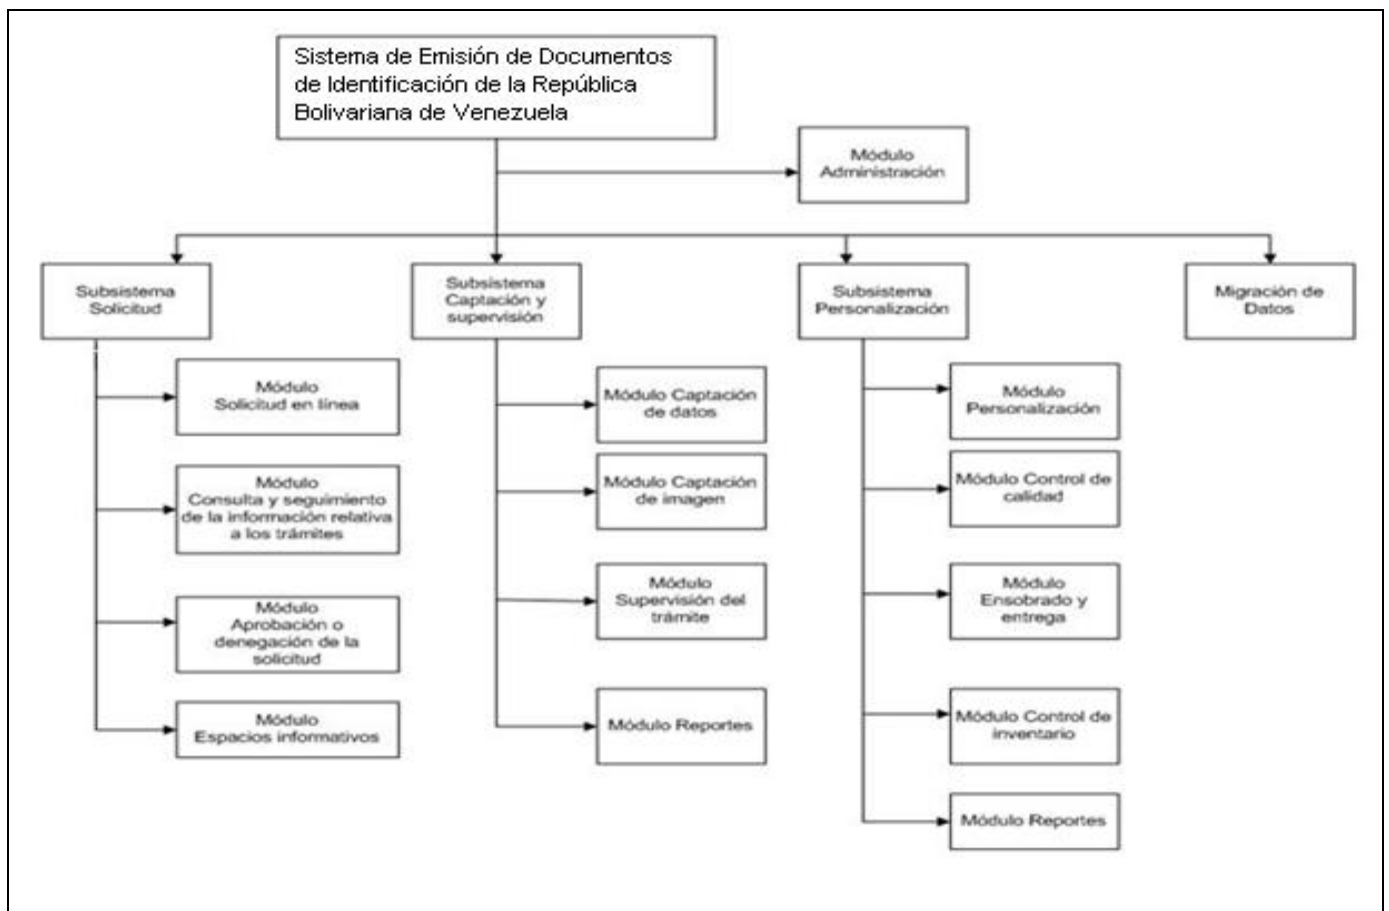 Sistema de Emisión de Documentos
de Identificación de la República
Bolivariana de Venezuela
Módulo
Administración
Subsistema
Solicitud
Subsistema
Captación y
supervisión
Subsistema
Personalización
Migración de
Datos
Módulo
Solicitud en línea
Módulo
Consulta y seguimiento
de la información relativa
a los trámites
Módulo
Aprobación o
denegación de la
solicitud
Módulo
Espacios informativos
Módulo Captación
de datos
Módulo Captación
de imagen
Módulo
Supervisión del
trámite
Módulo Reportes
Módulo
Personalización
Módulo Control de
calidad
Módulo
Ensobrado y
entrega
Módulo Control de
inventario
Módulo Reportes